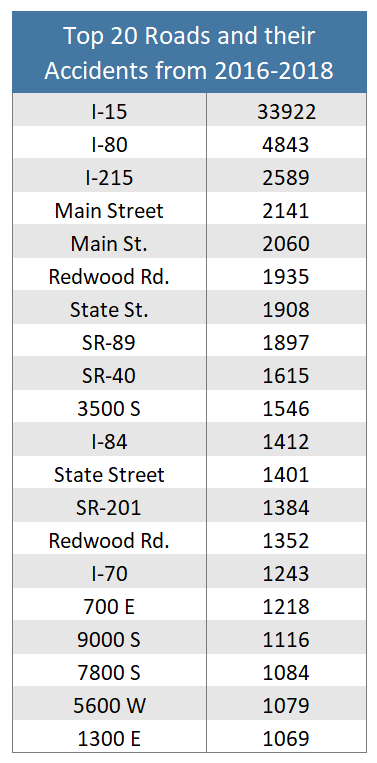 Top 20 Roads and their
Accidents from 2016-2018
I-15 33922
I-80 4843
I-215 2589
Main Street 2141
Main St. 2060
Redwood Rd. 1935
State St. 1908
SR-89 1897
SR-40 1615
3500 S 1546
I-84 1412
State Street 1401
SR-201 1384
Redwood Rd. 1352
I-70 1243
700 E 1218
9000 S 1116
7800 S 1084
5600 W 1079
1300 E 1069